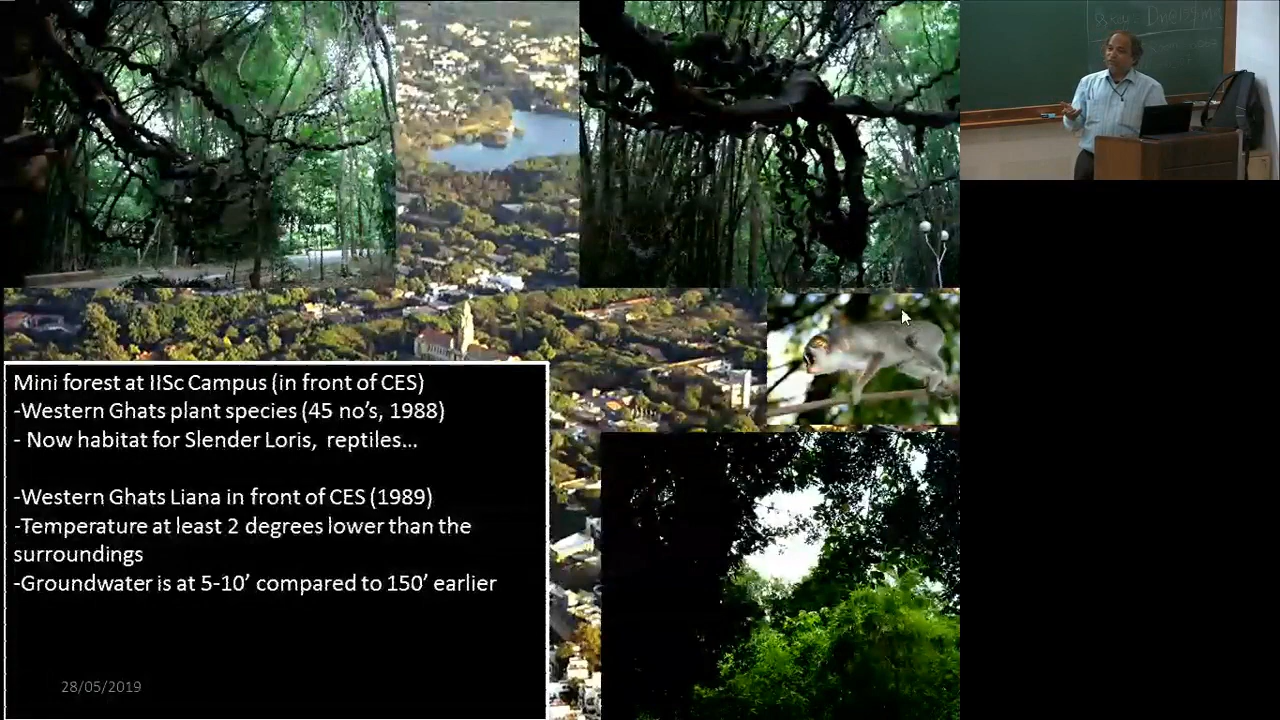 Mini forest at IISc Campus (in front of CES)
-Western Ghats plant species (45 no's, 1988)
- Now habitat for Slender Loris, reptiles...
-Western Ghats Liana in front of CES (1989)
-Temperature at least 2 degrees lower than the
surroundings
-Groundwater is at 5-10' compared to 150' earlier
28/05/2019